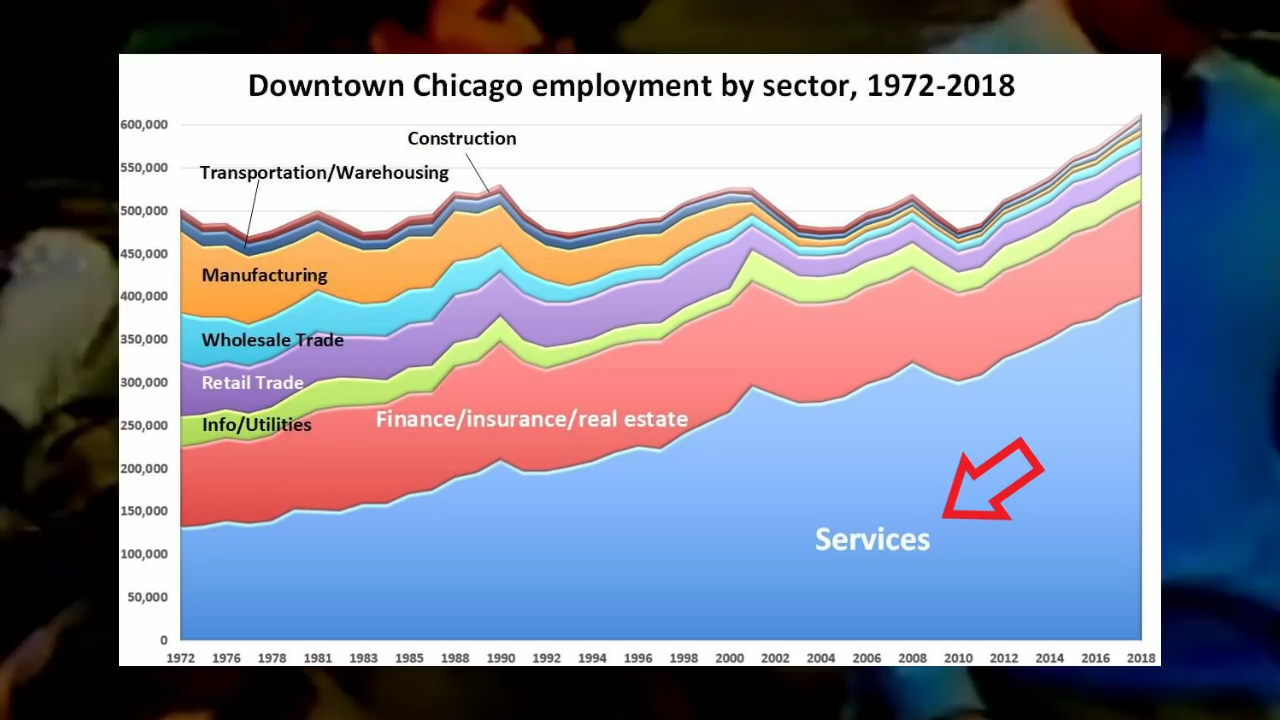 Downtown Chicago employment by sector, 1972-2018
600,000
550,000
500,000
450,000
400,000
350,000
300,000
250,000
200,000
150,000
100,000
50,000
0
Construction
Transportation/Warehousing
Manufacturing
Wholesale Trade
Retail Trade
Info/Utilities
Finance/insurance/real estate
Services
1972 1976 1978 1981 1983 1985 1988 1990 1992 1994 1996 1998 2000 2002 2004 2006 2008 2010 2012 2014 2016 2018